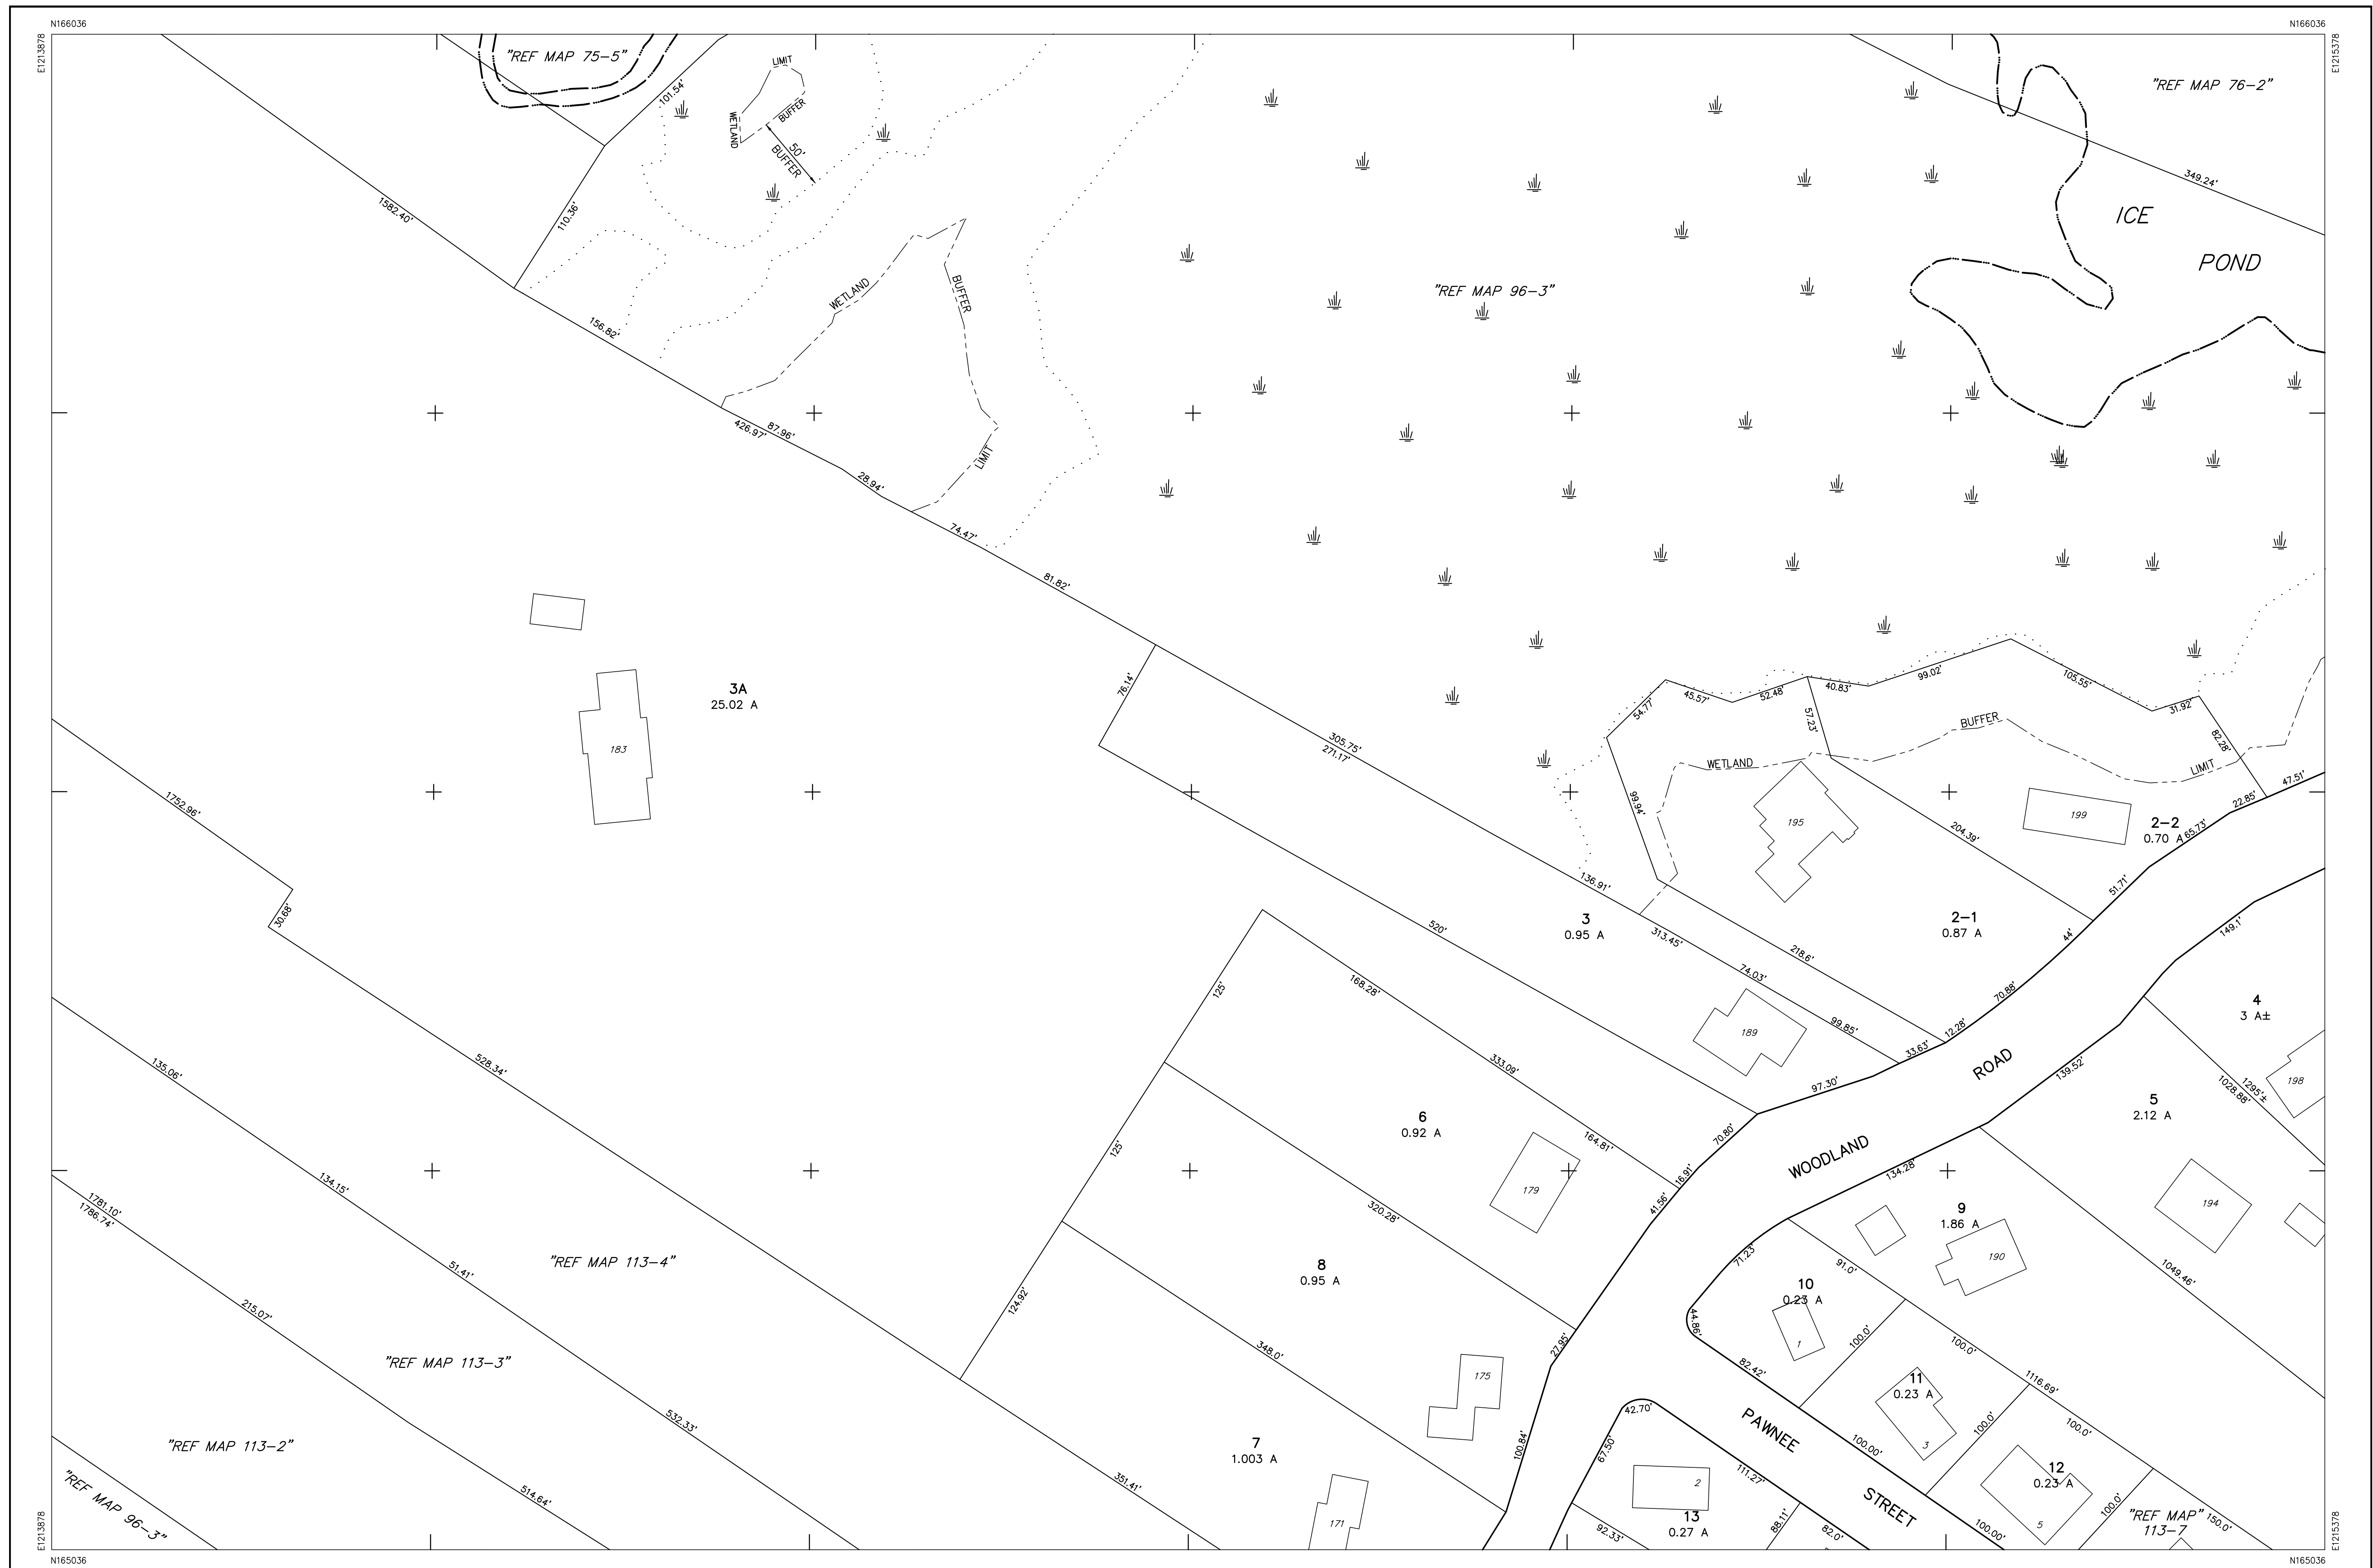 N166036
N166036
E1213878
E1215378
"REF MAP 75-5"
LIMIT
WETLAND
BUFFER
50'
BUFFER
101.54'
110.36'
1582.40'
"REF MAP 76-2"
349.24'
ICE
POND
"REF MAP 96-3"
WETLAND
BUFFER
LIMIT
156.82'
426.97'
87.96'
28.94'
74.47'
81.82'
76.14'
305.75'
271.17'
3A
25.02 A
183
1752.96'
30.68'
54.77'
45.57'
52.48'
40.83'
99.02'
105.55'
31.92'
82.28'
57.23'
WETLAND
BUFFER
LIMIT
99.94'
195
204.39'
199
2-2
0.70 A
47.51'
22.85'
65.73'
51.71'
136.91'
3
0.95 A
520'
313.45'
74.03'
218.6'
2-1
0.87 A
44'
149.1'
70.88'
12.28'
4
3 A±
189
99.85'
33.63'
97.30'
ROAD
139.52'
198
1295'±
1028.88'
5
2.12 A
125'
168.28'
333.09'
528.34'
135.06'
6
0.92 A
164.81'
70.80'
16.91'
41.56'
WOODLAND
134.28'
179
125'
320.28'
194
9
1.86 A
190
134.15'
1781.10'
1786.74'
"REF MAP 113-4"
51.41'
8
0.95 A
124.92'
71.23'
91.0'
1049.46'
10
0.23 A
1
44.86'
100.0'
100.0'
215.07'
"REF MAP 113-3"
348.0'
27.95'
82.42'
175
11
0.23 A
3
1116.69'
532.33'
42.70'
PAWNEE
STREET
100.0'
100.0'
100.00'
"REF MAP 113-2"
7
1.003 A
100.84'
67.50'
111.27'
12
0.23 A
5
"REF MAP 96-3"
514.64'
351.41'
171
2
13
0.27 A
92.33'
88.11'
82.0'
100.00'
100.0'
"REF MAP"
113-7
150.0'
E1213878
E1215378
N165036
N165036